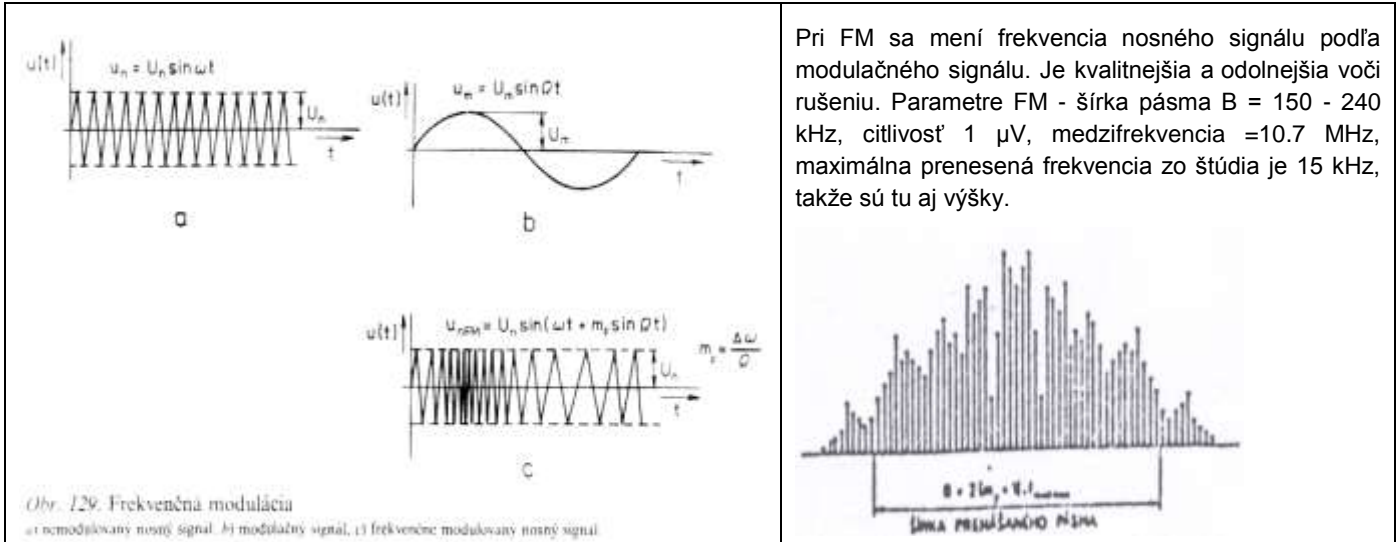 u(t)
uₙ = Uₙ sin ωt
Uₙ
t
a
u(t)
uₘ = Uₘ sin Ωt
Uₘ
t
b
u(t)
uₙFM = Uₙ sin(ωt + m_f sin Ωt)
Uₙ
t
m_f = Δω/Ω
c
Obr. 129. Frekvenčná modulácia
a) nemodulovaný nosný signál. b) modulačný signál, c) frekvenčne modulovaný nosný signál
Pri FM sa mení frekvencia nosného signálu podľa
modulačného signálu. Je kvalitnejšia a odolnejšia voči
rušeniu. Parametre FM - šírka pásma B = 150 - 240
kHz, citlivosť 1 µV, medzifrekvencia =10.7 MHz,
maximálna prenesená frekvencia zo štúdia je 15 kHz,
takže sú tu aj výšky.
B = 2
ŠÍRKA PRENÁŠANÉHO PÁSMA